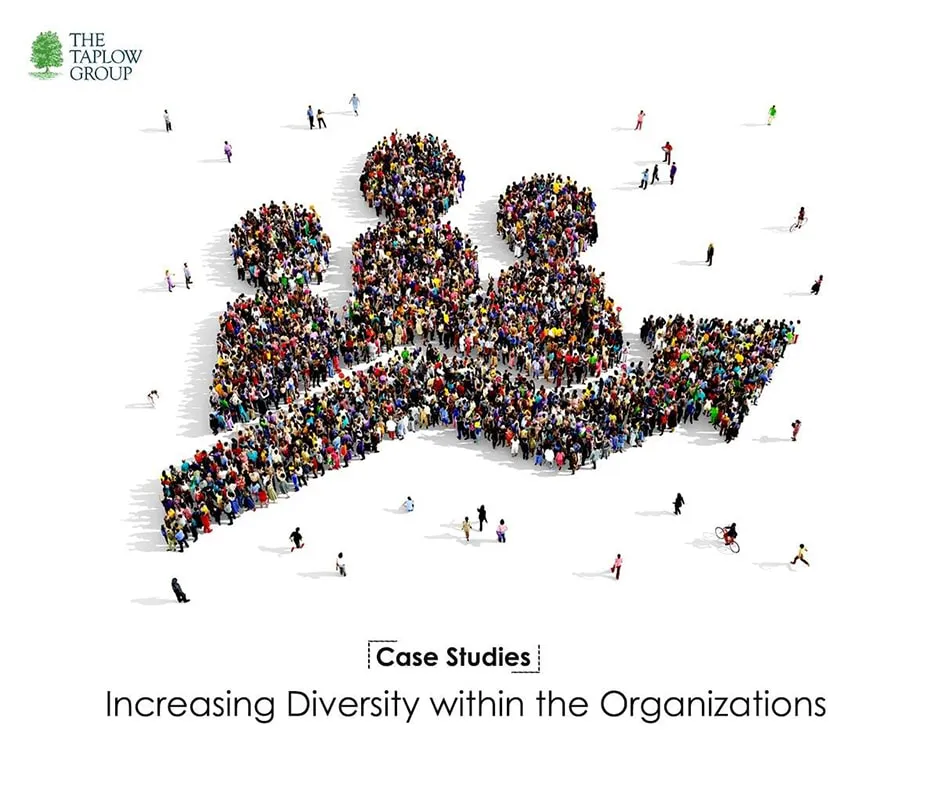 THE
TAPLOW
GROUP
Case Studies
Increasing Diversity within the Organizations